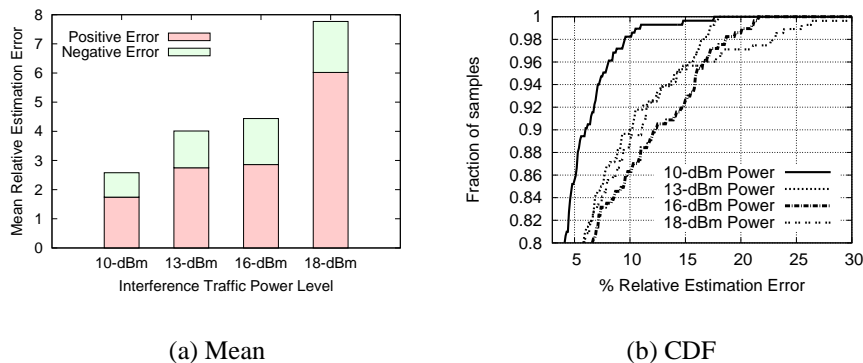 Mean Relative Estimation Error
8
7
6
5
4
3
2
1
0
Positive Error
Negative Error
10-dBm 13-dBm 16-dBm 18-dBm
Interference Traffic Power Level
(a) Mean
Fraction of samples
1
0.98
0.96
0.94
0.92
0.9
0.88
0.86
0.84
0.82
0.8
10-dBm Power
13-dBm Power
16-dBm Power
18-dBm Power
5 10 15 20 25 30
% Relative Estimation Error
(b) CDF